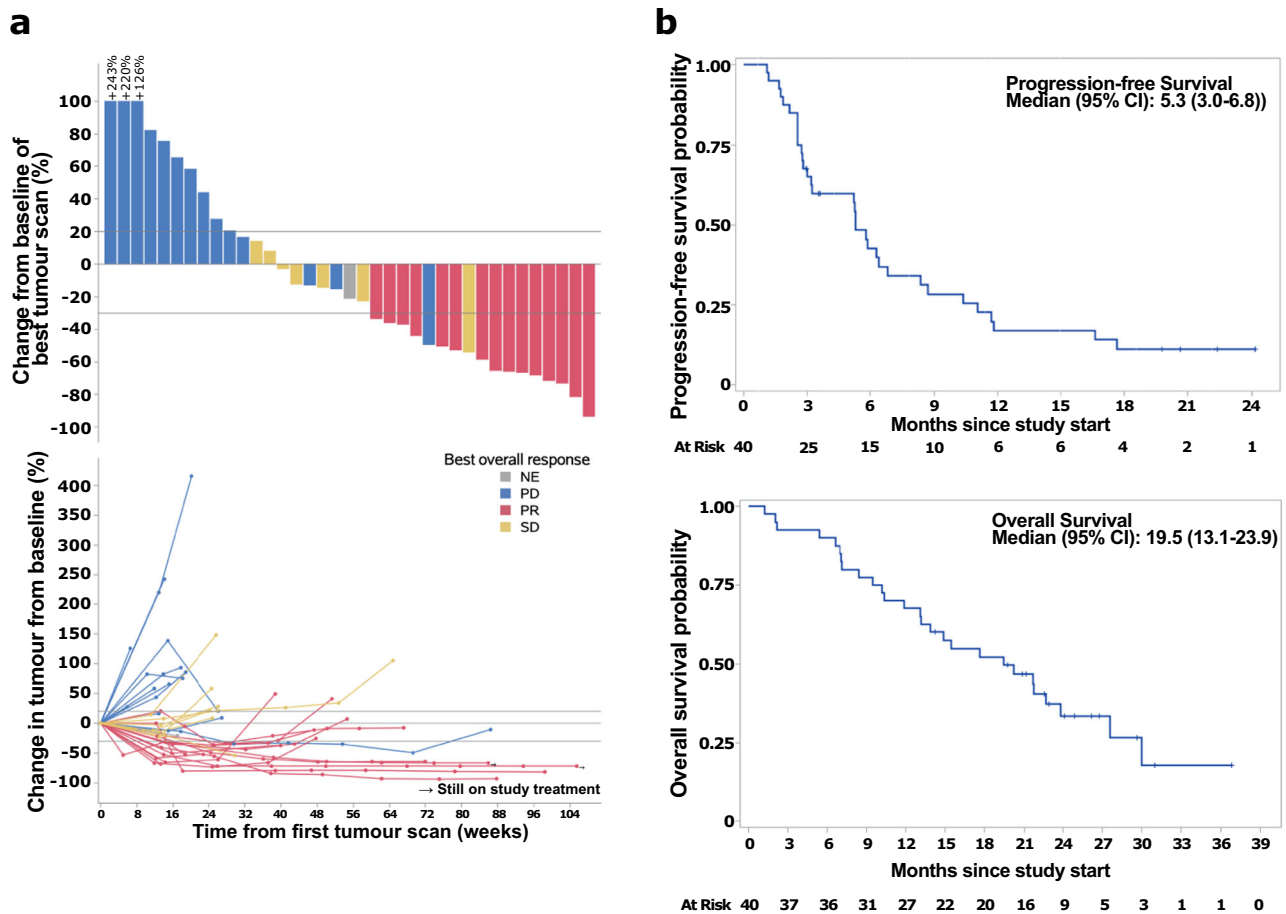 a
+243%
+220%
+126%
Change from baseline of
best tumour scan (%)
100
80
60
40
20
0
-20
-40
-60
-80
-100
Change in tumour from baseline (%)
400
350
300
250
200
150
100
50
0
-50
-100
Best overall response
NE
PD
PR
SD
→ Still on study treatment
0 8 16 24 32 40 48 56 64 72 80 88 96 104
Time from first tumour scan (weeks)
b
Progression-free survival probability
1.00
0.75
0.50
0.25
0
Progression-free Survival
Median (95% CI): 5.3 (3.0-6.8))
0 3 6 9 12 15 18 21 24
Months since study start
At Risk 40 25 15 10 6 6 4 2 1
Overall survival probability
1.00
0.75
0.50
0.25
0
Overall Survival
Median (95% CI): 19.5 (13.1-23.9)
0 3 6 9 12 15 18 21 24 27 30 33 36 39
Months since study start
At Risk 40 37 36 31 27 22 20 16 9 5 3 1 1 0